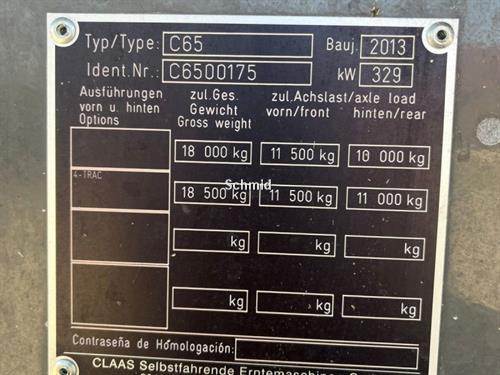 Typ/Type: C65 Bauj. 2013
Ident.Nr.: C6500175 kW 329
Ausführungen vorn u. hinten Options
zul.Ges. Gewicht Gross weight
zul.Achslast/axle load vorn/front hinten/rear
18 000 kg 11 500 kg 10 000 kg
4-TRAC
18 500 kg 11 500 kg 11 000 kg
Schmid
kg kg kg
kg kg kg
Contraseña de Homologación:
CLAAS Selbstfahrende Erntemaschinen